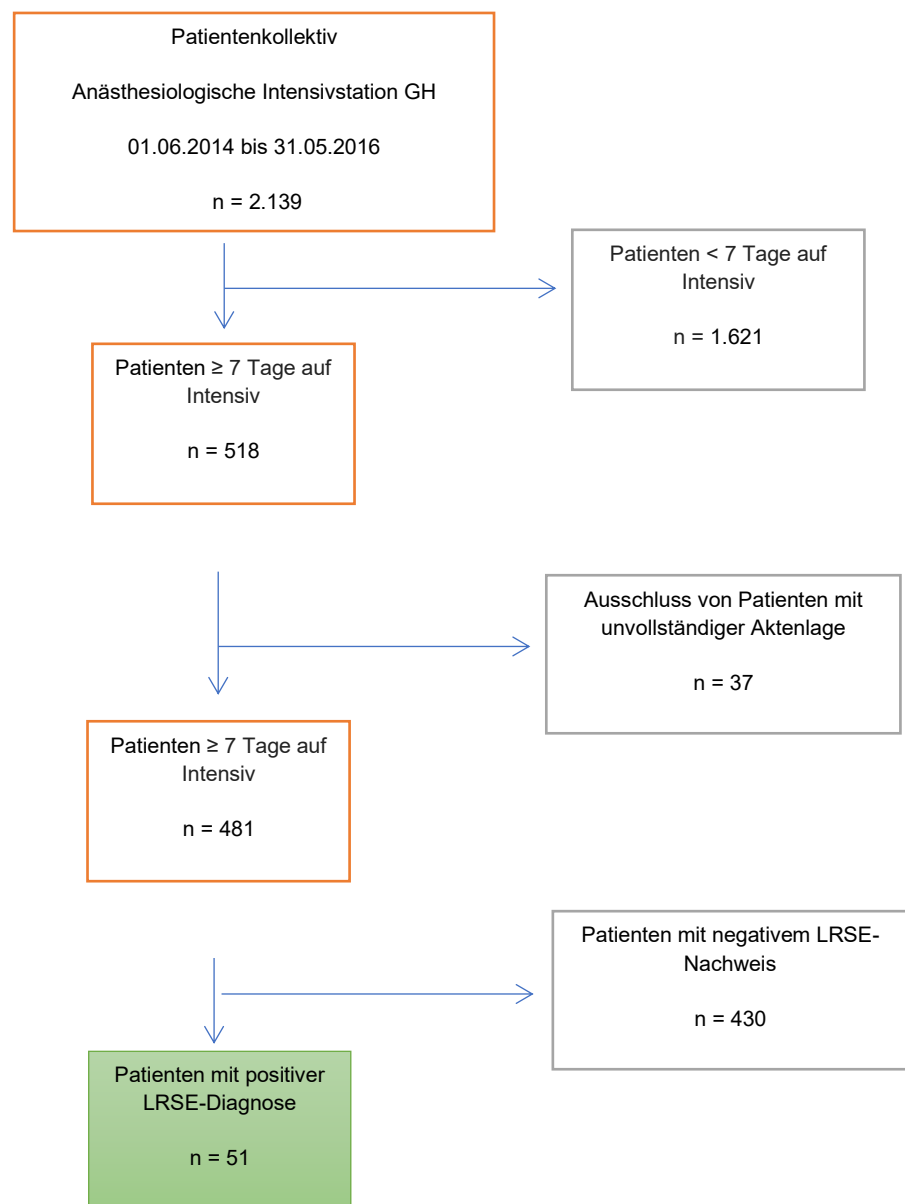 Patientenkollektiv
Anästhesiologische Intensivstation GH
01.06.2014 bis 31.05.2016
n = 2.139
Patienten < 7 Tage auf
Intensiv
n = 1.621
Patienten ≥ 7 Tage auf
Intensiv
n = 518
Ausschluss von Patienten mit
unvollständiger Aktenlage
n = 37
Patienten ≥ 7 Tage auf
Intensiv
n = 481
Patienten mit negativem LRSE-
Nachweis
n = 430
Patienten mit positiver
LRSE-Diagnose
n = 51